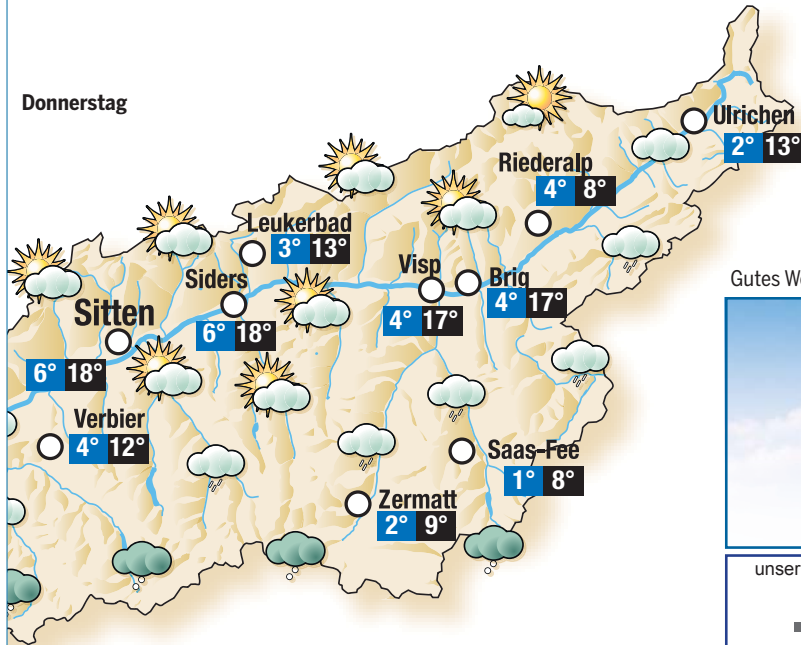 Donnerstag
Ulrichen
2° 13°
Riederalp
4° 8°
Leukerbad
3° 13°
Siders
6° 18°
Visp
4° 17°
Brig
4° 17°
Sitten
6° 18°
Verbier
4° 12°
Saas-Fee
1° 8°
Zermatt
2° 9°
Gutes We
unser